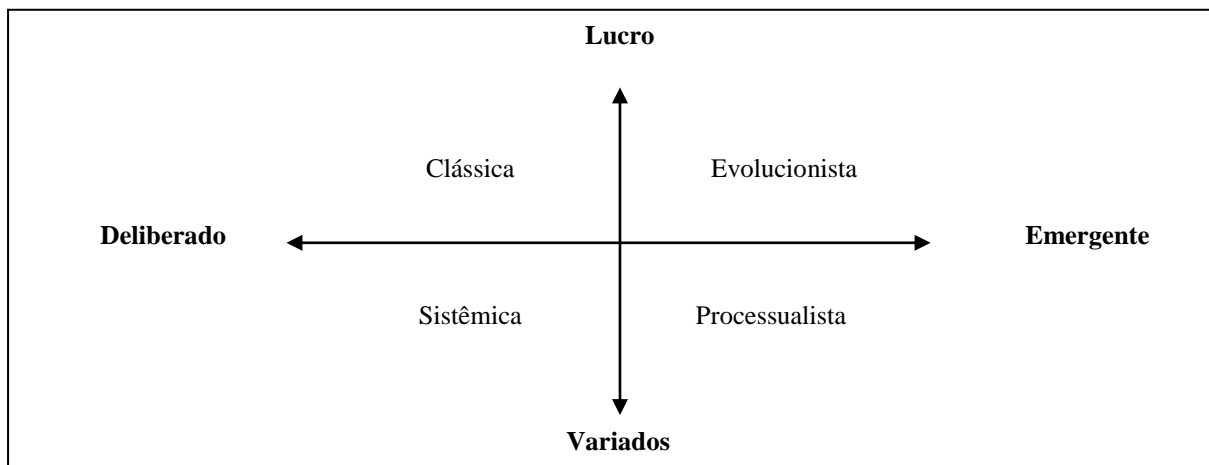 Lucro
Clássica Evolucionista
Deliberado Emergente
Sistêmica Processualista
Variados